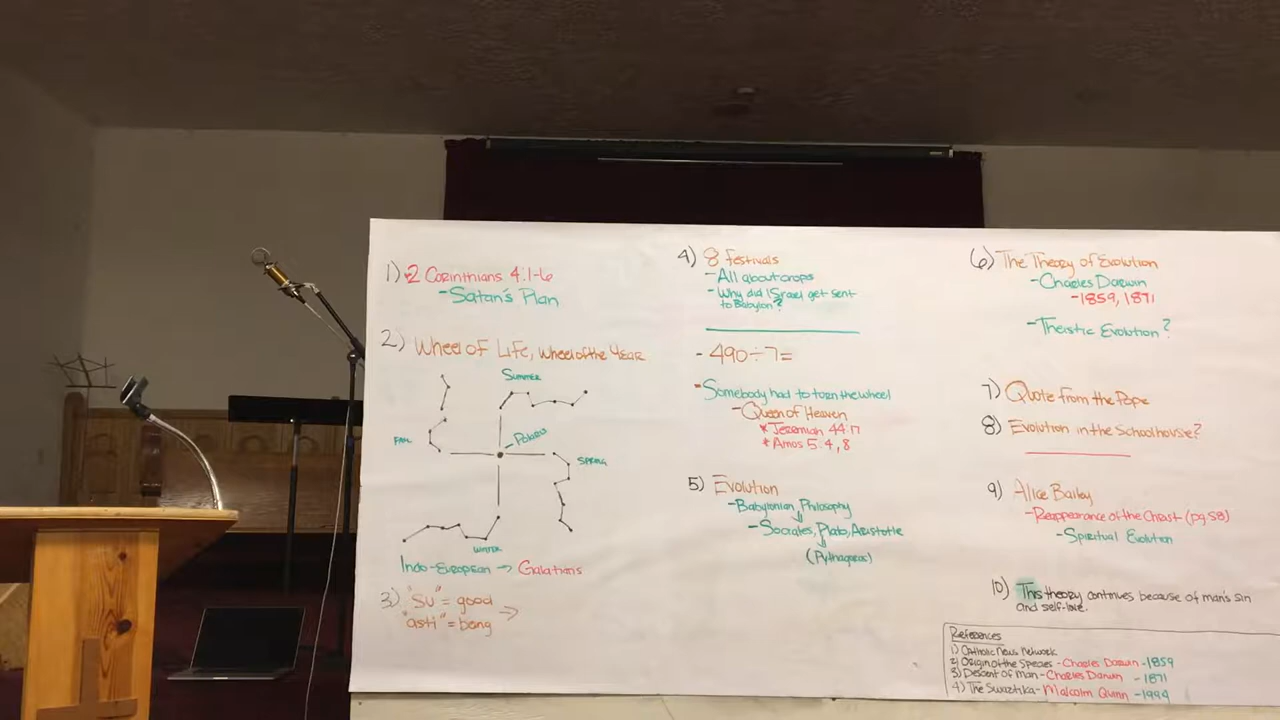 1) 2 Corinthians 4:1-6
- Satan's Plan
2) Wheel of Life, Wheel of the Year
Summer
Fall
Polaris
Spring
Winter
Indo-European → Galatians
3) "su" = good
"asti" = being →
4) 8 festivals
- All about crops
- Why did Israel get sent
to Babylon?
- 490÷7=
- Somebody had to turn the wheel
- Queen of Heaven
* Jeremiah 44:17
* Amos 5:4,8
5) Evolution
- Babylonian Philosophy
- Socrates, Plato, Aristotle
(Pythagoras)
6) The Theory of Evolution
- Charles Darwin
- 1859, 1871
- Theistic Evolution?
7) Quote from the Pope
8) Evolution in the Schoolhouse?
9) Alice Bailey
- Reappearance of the Christ (pg.58)
- Spiritual Evolution
10) This theory continues because of man's sin
and self-love.
References
1) Catholic News Network
2) Origin of the Species - Charles Darwin - 1859
3) Descent of man - Charles Darwin - 1871
4) The Swaztika - Malcolm Quinn - 1994